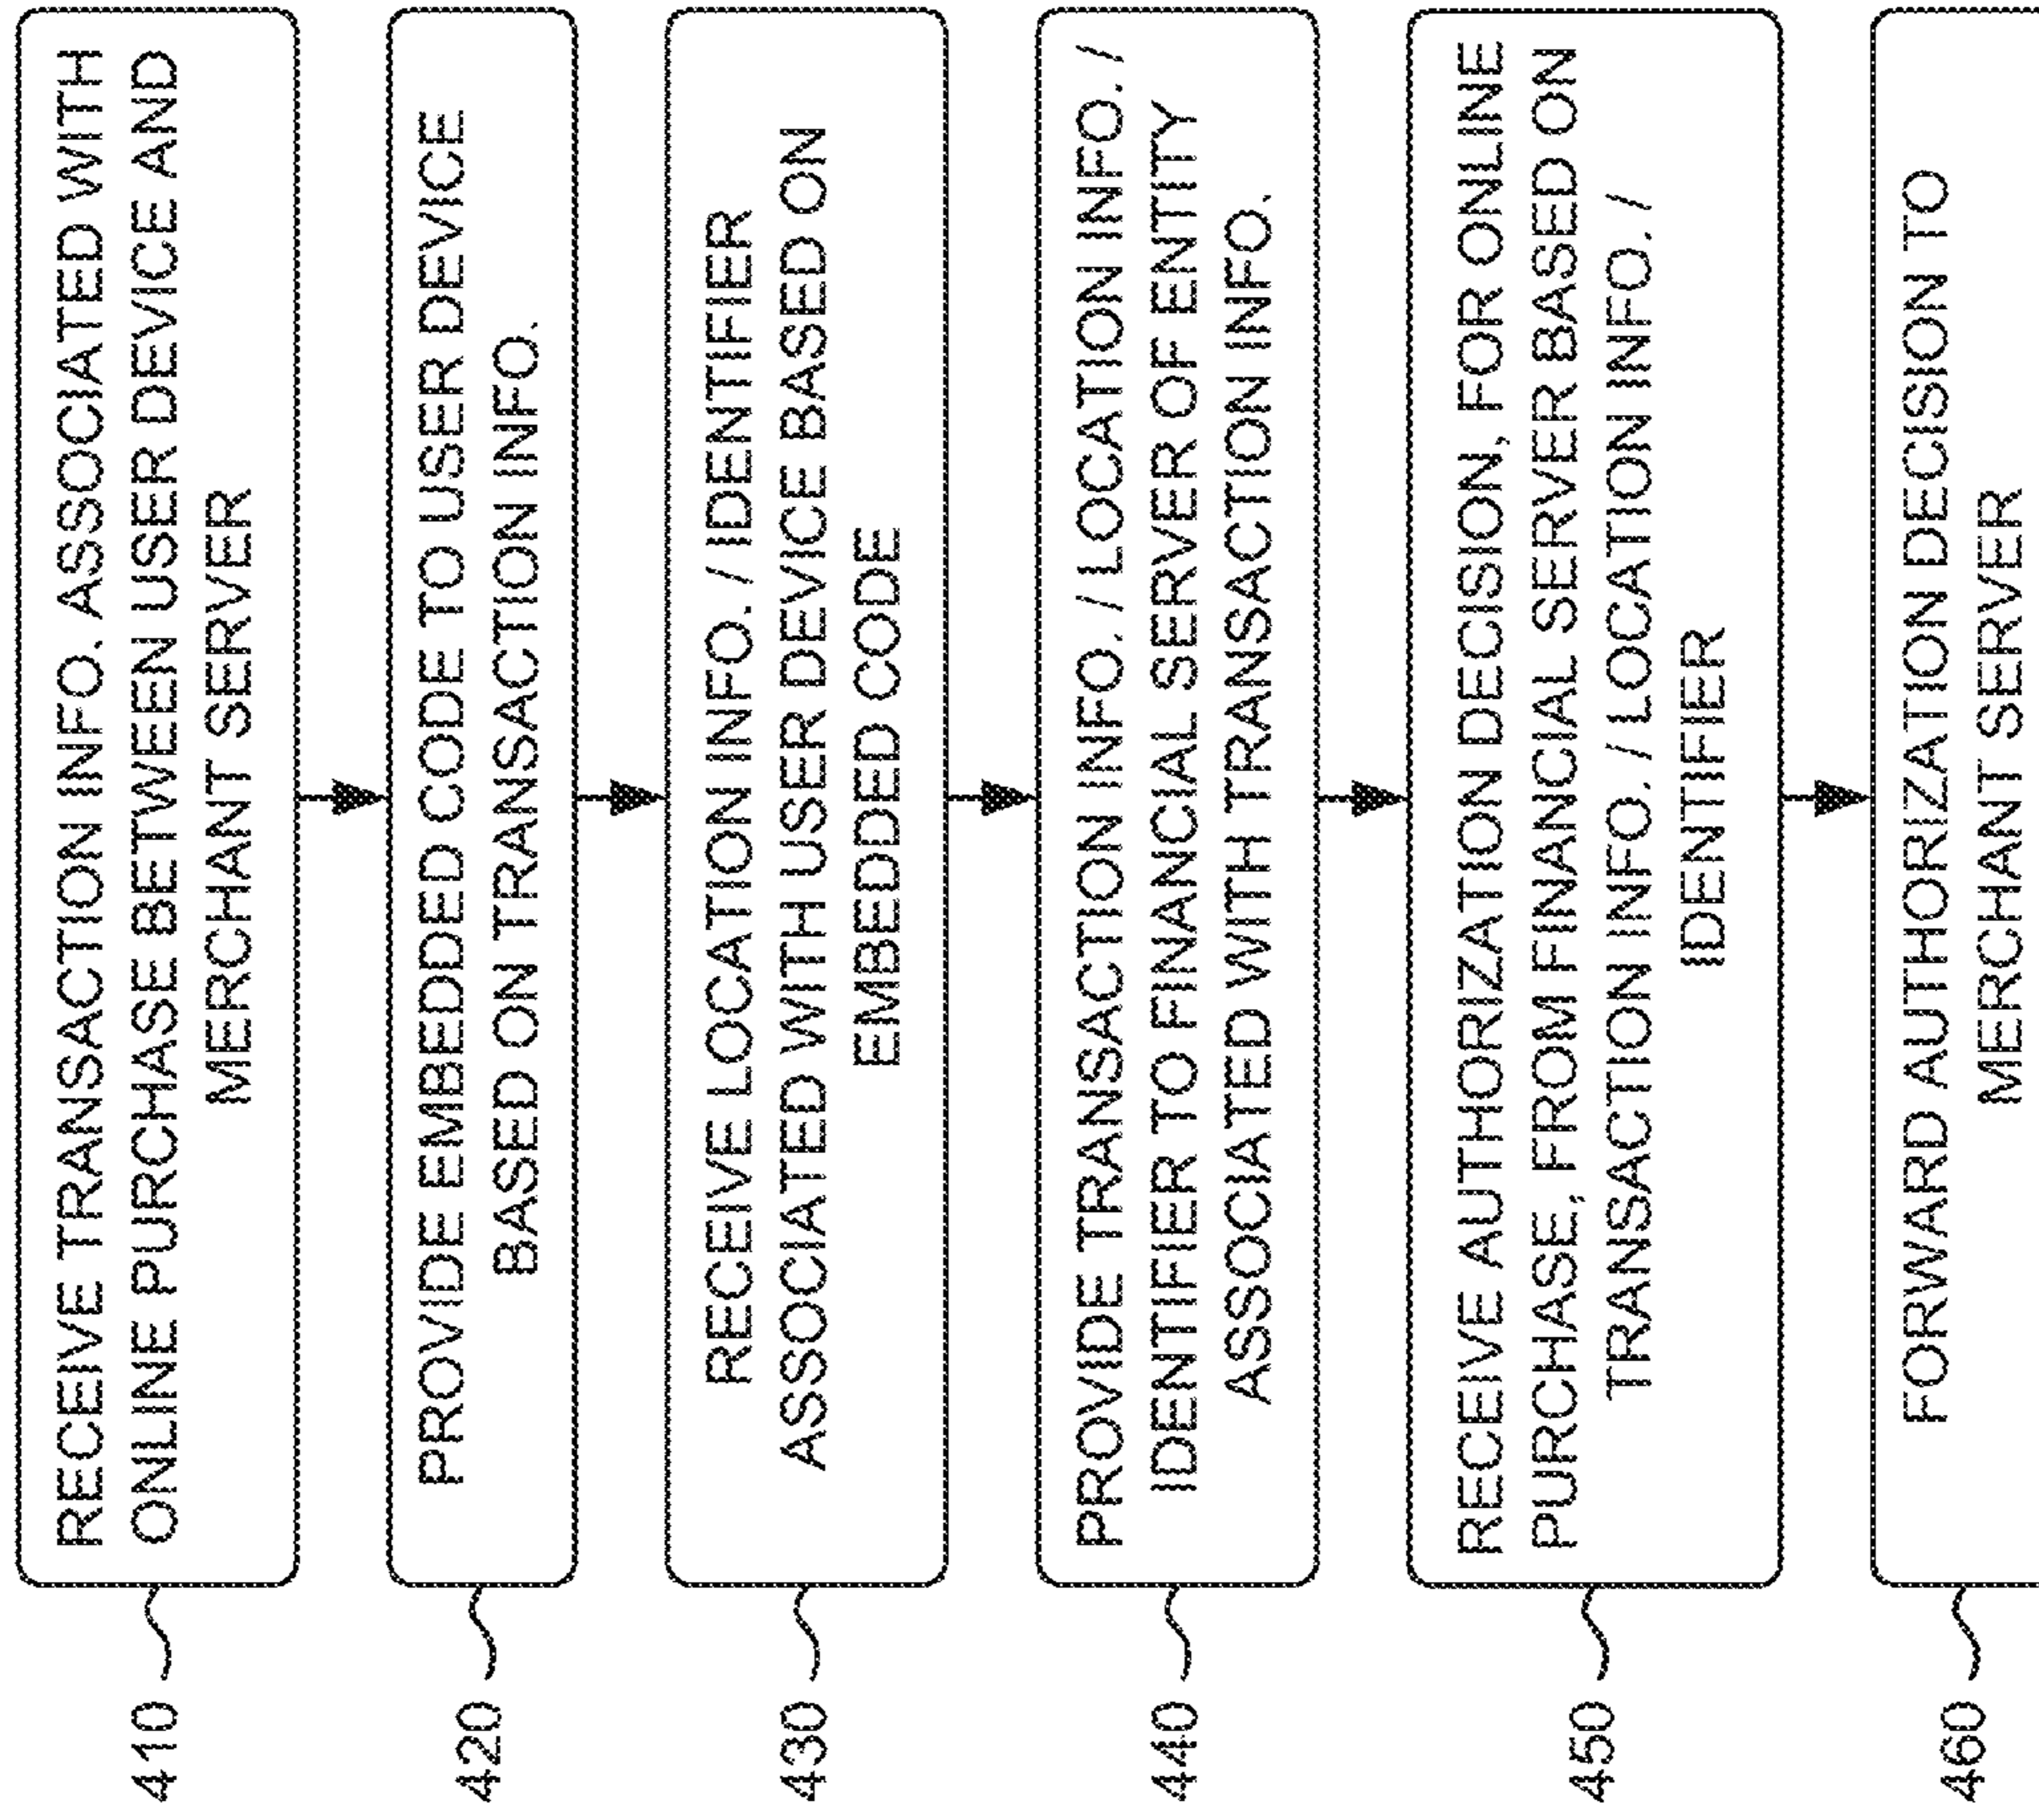 410
RECEIVE TRANSACTION INFO. ASSOCIATED WITH
ONLINE PURCHASE BETWEEN USER DEVICE AND
MERCHANT SERVER
420
PROVIDE EMBEDDED CODE TO USER DEVICE
BASED ON TRANSACTION INFO.
430
RECEIVE LOCATION INFO. / IDENTIFIER
ASSOCIATED WITH USER DEVICE BASED ON
EMBEDDED CODE
440
PROVIDE TRANSACTION INFO. / LOCATION INFO. /
IDENTIFIER TO FINANCIAL SERVER OF ENTITY
ASSOCIATED WITH TRANSACTION INFO.
450
RECEIVE AUTHORIZATION DECISION, FOR ONLINE
PURCHASE, FROM FINANCIAL SERVER BASED ON
TRANSACTION INFO. / LOCATION INFO. /
IDENTIFIER
460
FORWARD AUTHORIZATION DECISION TO
MERCHANT SERVER